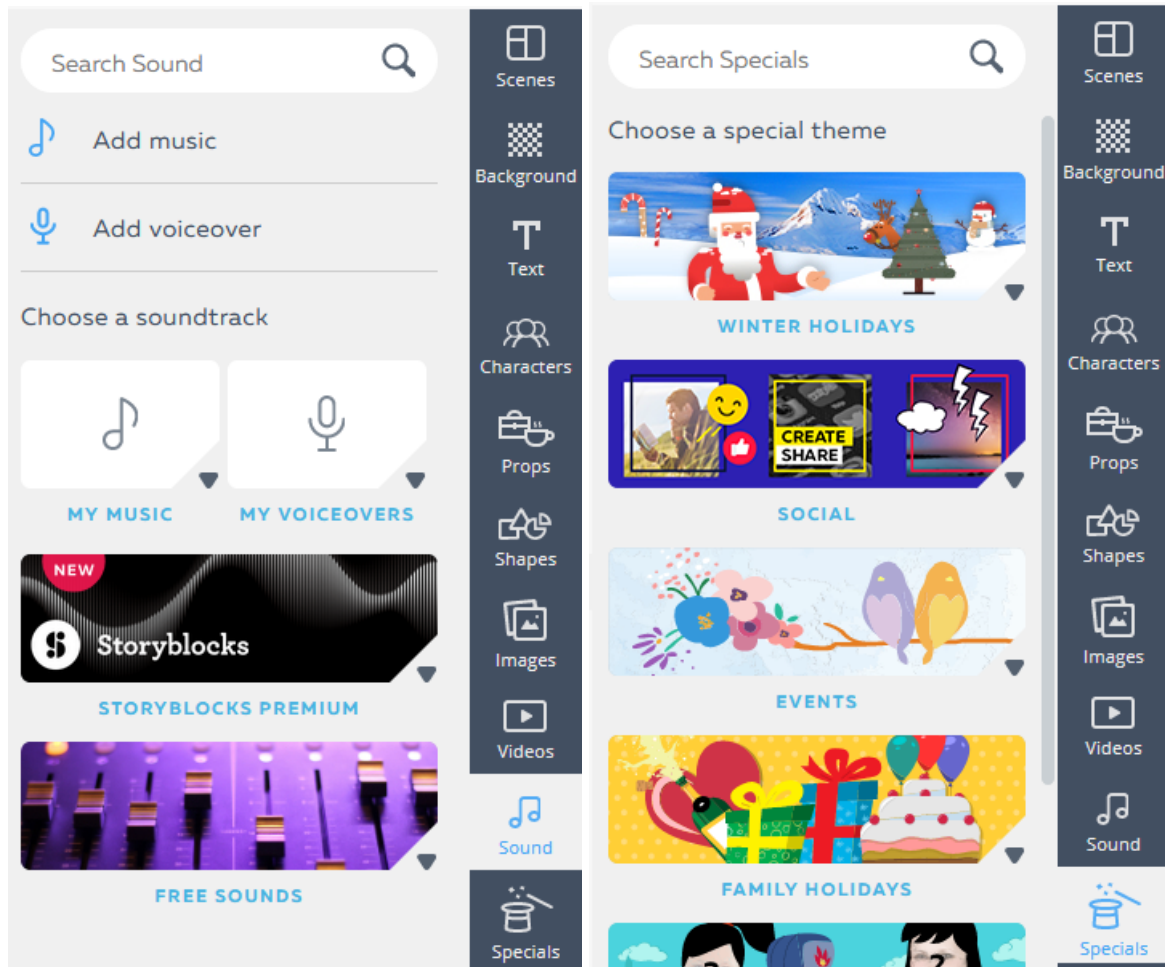 Search Sound
Add music
Add voiceover
Choose a soundtrack
MY MUSIC
MY VOICEOVERS
NEW
Storyblocks
STORYBLOCKS PREMIUM
FREE SOUNDS
Scenes
Background
Text
Characters
Props
Shapes
Images
Videos
Sound
Specials
Search Specials
Choose a special theme
WINTER HOLIDAYS
CREATE
SHARE
SOCIAL
EVENTS
FAMILY HOLIDAYS
?
?
Scenes
Background
Text
Characters
Props
Shapes
Images
Videos
Sound
Specials